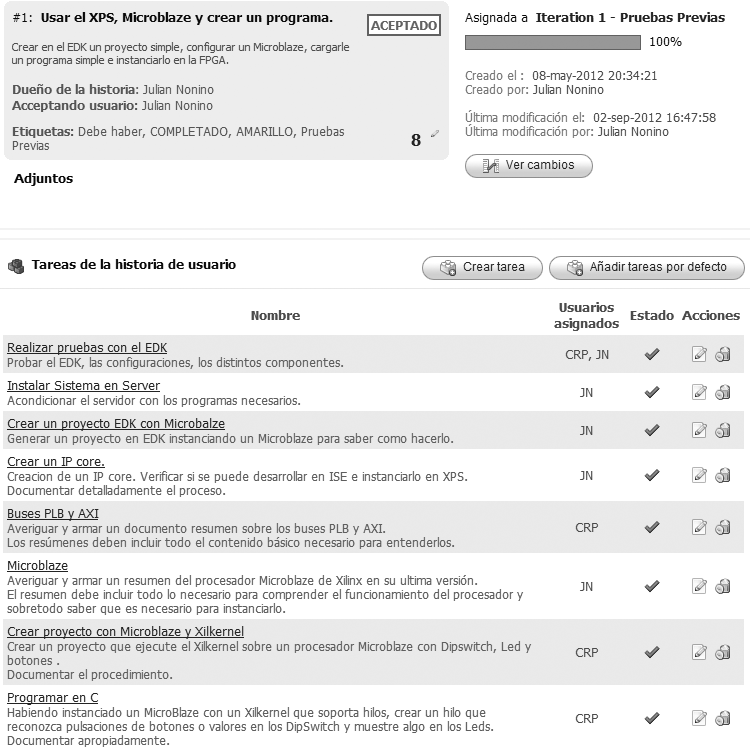 #1: Usar el XPS, Microblaze y crear un programa.
ACEPTADO
Crear en el EDK un proyecto simple, configurar un Microblaze, cargarle
un programa simple e instanciarlo en la FPGA.
Dueño de la historia: Julian Nonino
Aceptando usuario: Julian Nonino
Etiquetas: Debe haber, COMPLETADO, AMARILLO, Pruebas
Previas
8
Adjuntos
Asignada a Iteration 1 - Pruebas Previas
100%
Creado el : 08-may-2012 20:34:21
Creado por: Julian Nonino
Última modificación el: 02-sep-2012 16:47:58
Última modificación por: Julian Nonino
Ver cambios
Tareas de la historia de usuario
Crear tarea
Añadir tareas por defecto
Nombre
Usuarios
asignados
Estado
Acciones
Realizar pruebas con el EDK
Probar el EDK, las configuraciones, los distintos componentes.
CRP, JN
Instalar Sistema en Server
Acondicionar el servidor con los programas necesarios.
JN
Crear un proyecto EDK con Microbalze
Generar un proyecto en EDK instanciando un Microblaze para saber como hacerlo.
JN
Crear un IP core.
Creacion de un IP core. Verificar si se puede desarrollar en ISE e instanciarlo en XPS.
Documentar detalladamente el proceso.
JN
Buses PLB y AXI
Averiguar y armar un documento resumen sobre los buses PLB y AXI.
Los resúmenes deben incluir todo el contenido básico necesario para entenderlos.
CRP
Microblaze
Averiguar y armar un resumen del procesador Microblaze de Xilinx en su ultima versión.
El resumen debe incluir todo lo necesario para comprender el funcionamiento del procesador y
sobretodo saber que es necesario para instanciarlo.
JN
Crear proyecto con Microblaze y Xilkernel
Crear un proyecto que ejecute el Xilkernel sobre un procesador Microblaze con Dipswitch, Led y
botones .
Documentar el procedimiento.
CRP
Programar en C
Habiendo instanciado un MicroBlaze con un Xilkernel que soporta hilos, crear un hilo que
reconozca pulsaciones de botones o valores en los DipSwitch y muestre algo en los Leds.
Documentar apropiadamente.
CRP